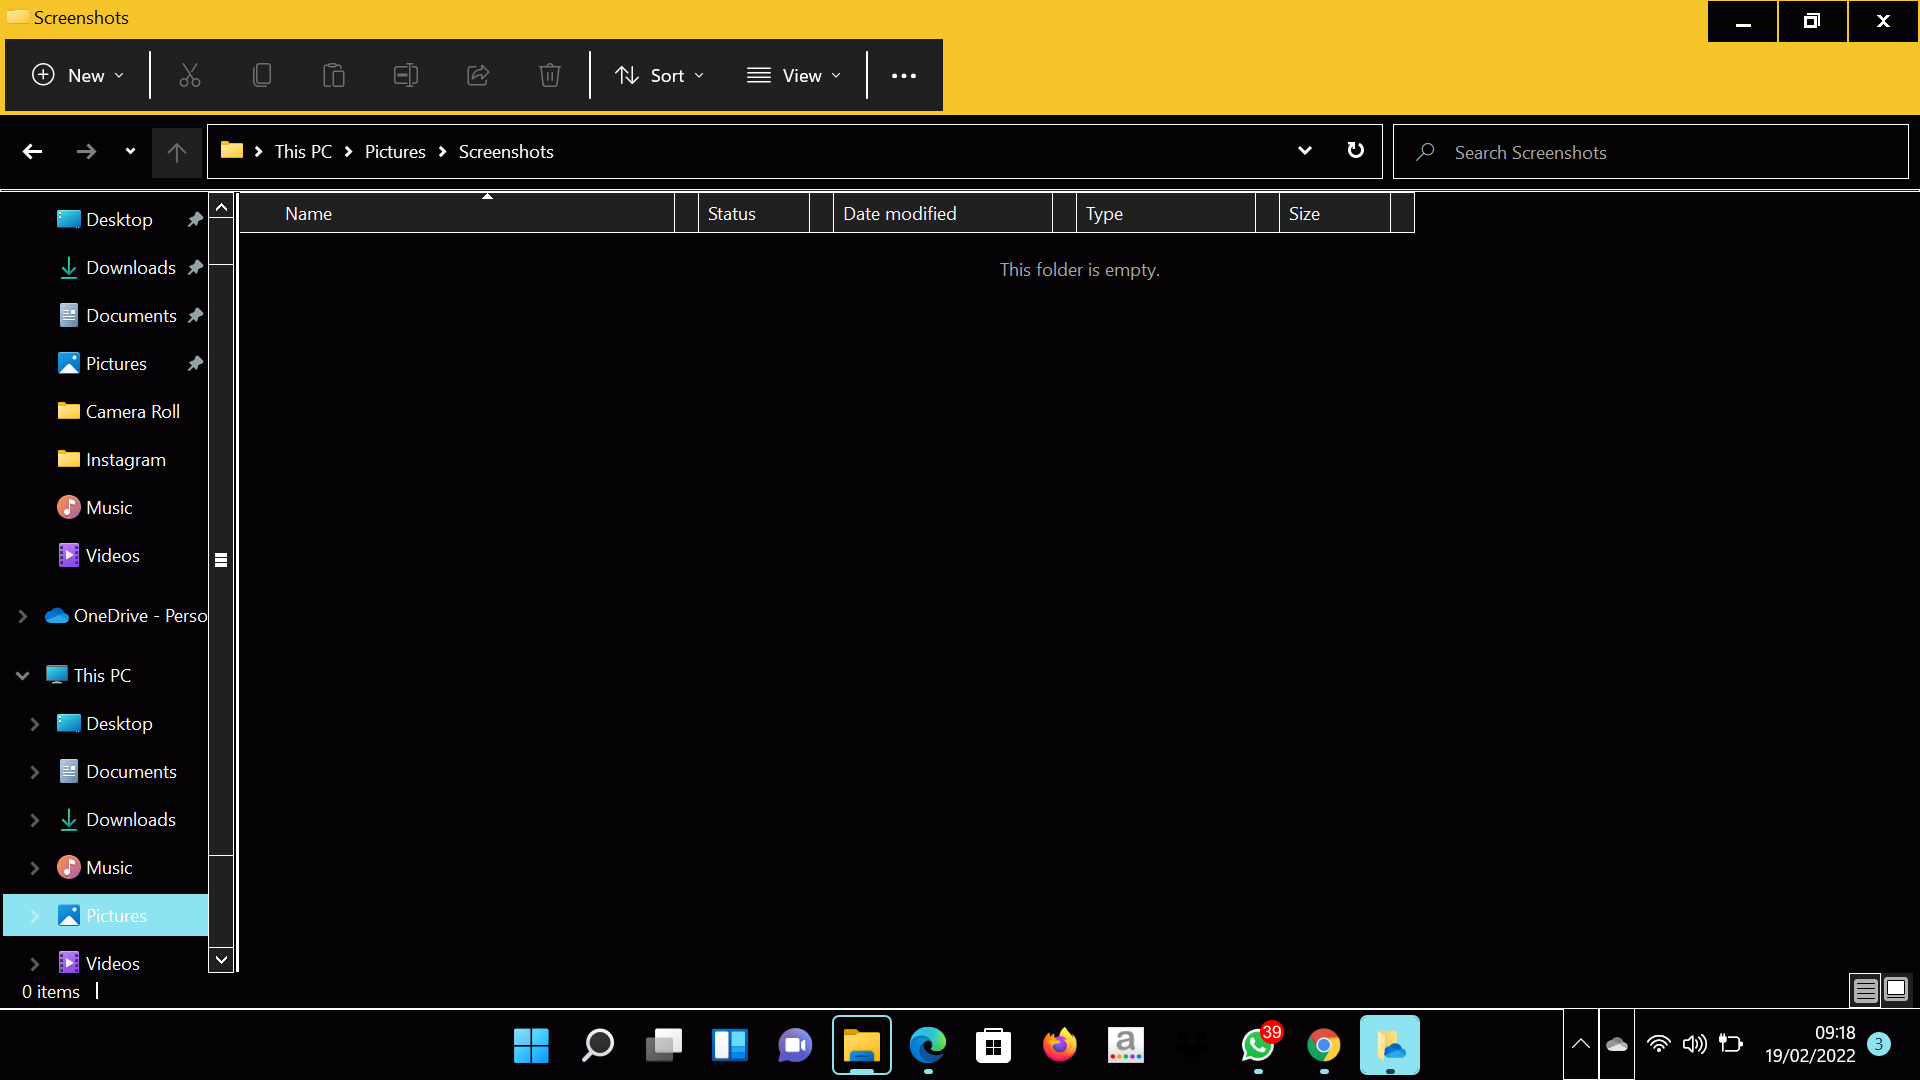 Screenshots
New
Sort
View
This PC
Pictures
Screenshots
Search Screenshots
Name
Status
Date modified
Type
Size
This folder is empty.
Desktop
Downloads
Documents
Pictures
Camera Roll
Instagram
Music
Videos
OneDrive - Perso
This PC
Desktop
Documents
Downloads
Music
Pictures
Videos
0 items
a
39
09:18
19/02/2022
3